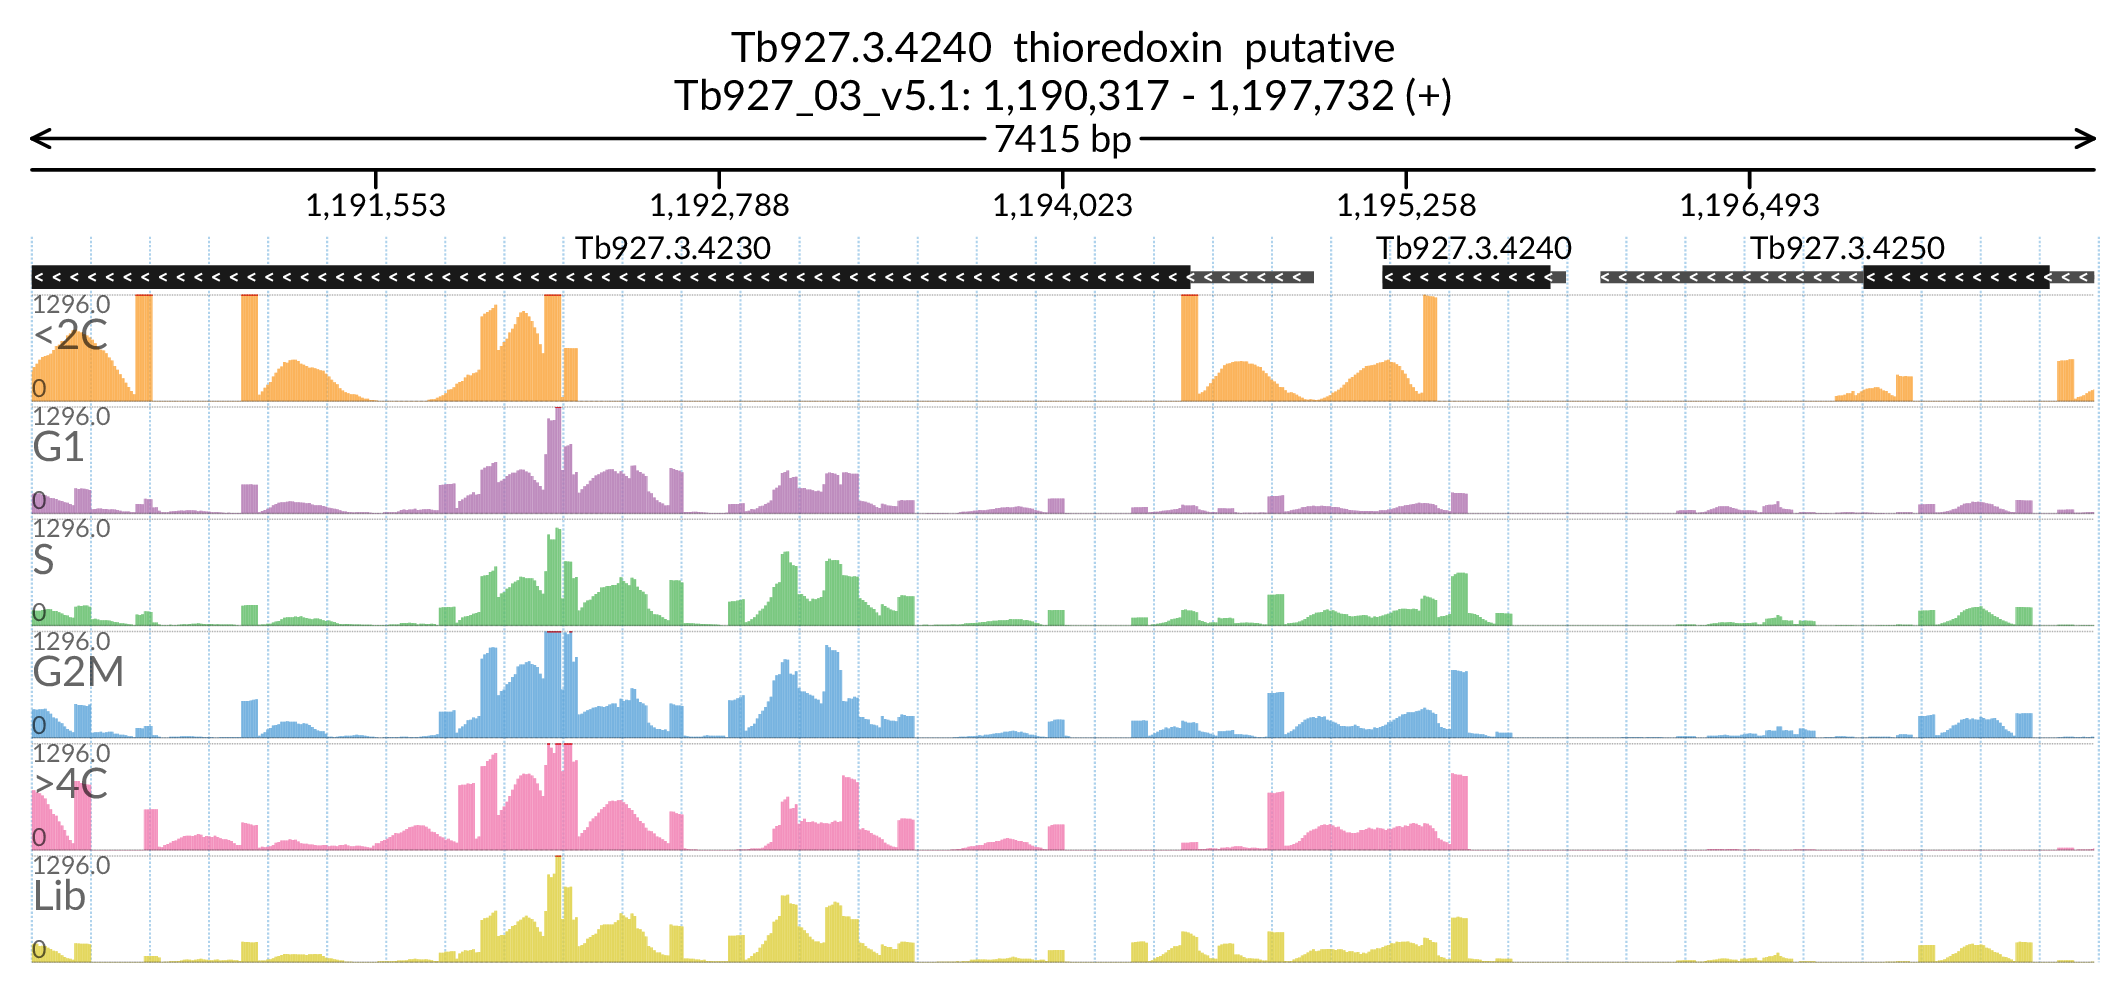 Tb927.3.4240 thioredoxin putative
Tb927_03_v5.1: 1,190,317 - 1,197,732 (+)
7415 bp
1,191,553 1,192,788 1,194,023 1,195,258 1,196,493
Tb927.3.4230 Tb927.3.4240 Tb927.3.4250
1296.0
<2C
0
1296.0
G1
0
1296.0
S
0
1296.0
G2M
0
1296.0
>4C
0
1296.0
Lib
0